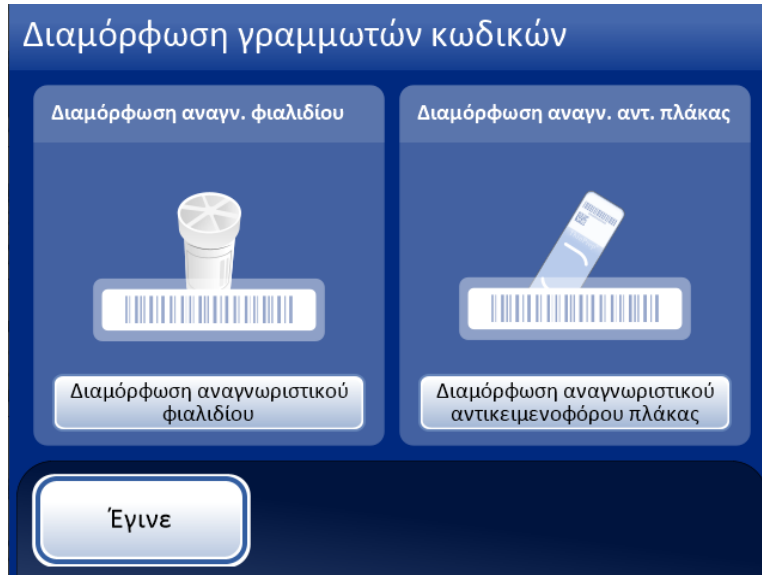 Διαμόρφωση γραμμωτών κωδικών
Διαμόρφωση αναγν. φιαλιδίου
Διαμόρφωση αναγν. αντ. πλάκας
Διαμόρφωση αναγνωριστικού
φιαλιδίου
Διαμόρφωση αναγνωριστικού
αντικειμενοφόρου πλάκας
Έγινε